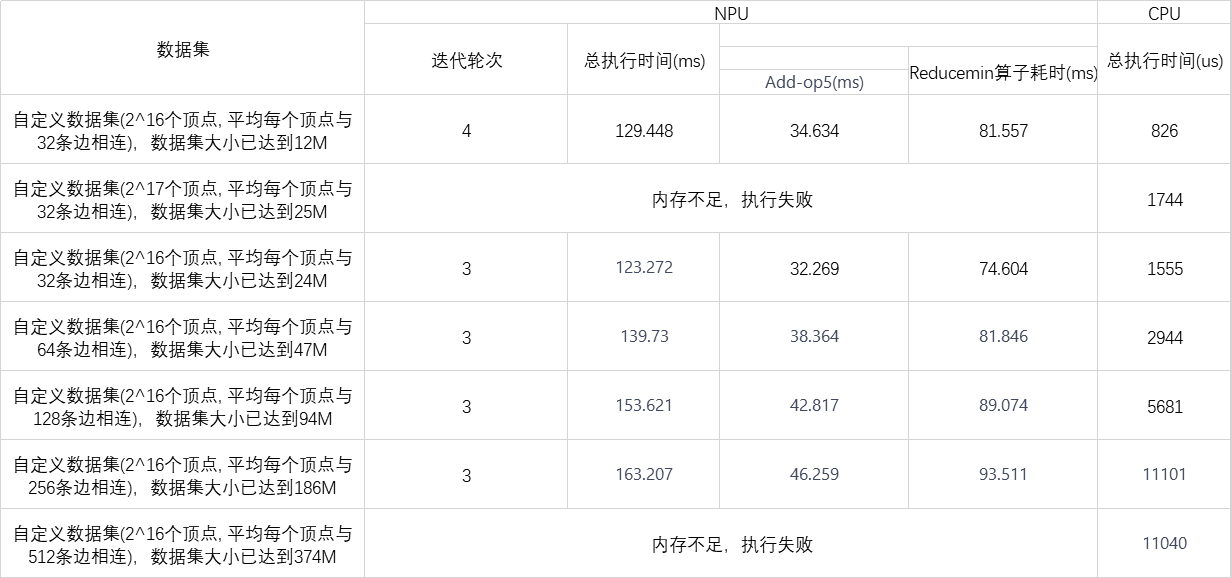 数据集
NPU
CPU
迭代轮次
总执行时间(ms)
Add-op5(ms)
Reducemin算子耗时(ms)
总执行时间(us)
自定义数据集(2^16个顶点, 平均每个顶点与
32条边相连)，数据集大小已达到12M
4
129.448
34.634
81.557
826
自定义数据集(2^17个顶点, 平均每个顶点与
32条边相连)，数据集大小已达到25M
内存不足，执行失败
1744
自定义数据集(2^16个顶点, 平均每个顶点与
32条边相连)，数据集大小已达到24M
3
123.272
32.269
74.604
1555
自定义数据集(2^16个顶点, 平均每个顶点与
64条边相连)，数据集大小已达到47M
3
139.73
38.364
81.846
2944
自定义数据集(2^16个顶点, 平均每个顶点与
128条边相连)，数据集大小已达到94M
3
153.621
42.817
89.074
5681
自定义数据集(2^16个顶点, 平均每个顶点与
256条边相连)，数据集大小已达到186M
3
163.207
46.259
93.511
11101
自定义数据集(2^16个顶点, 平均每个顶点与
512条边相连)，数据集大小已达到374M
内存不足，执行失败
11040